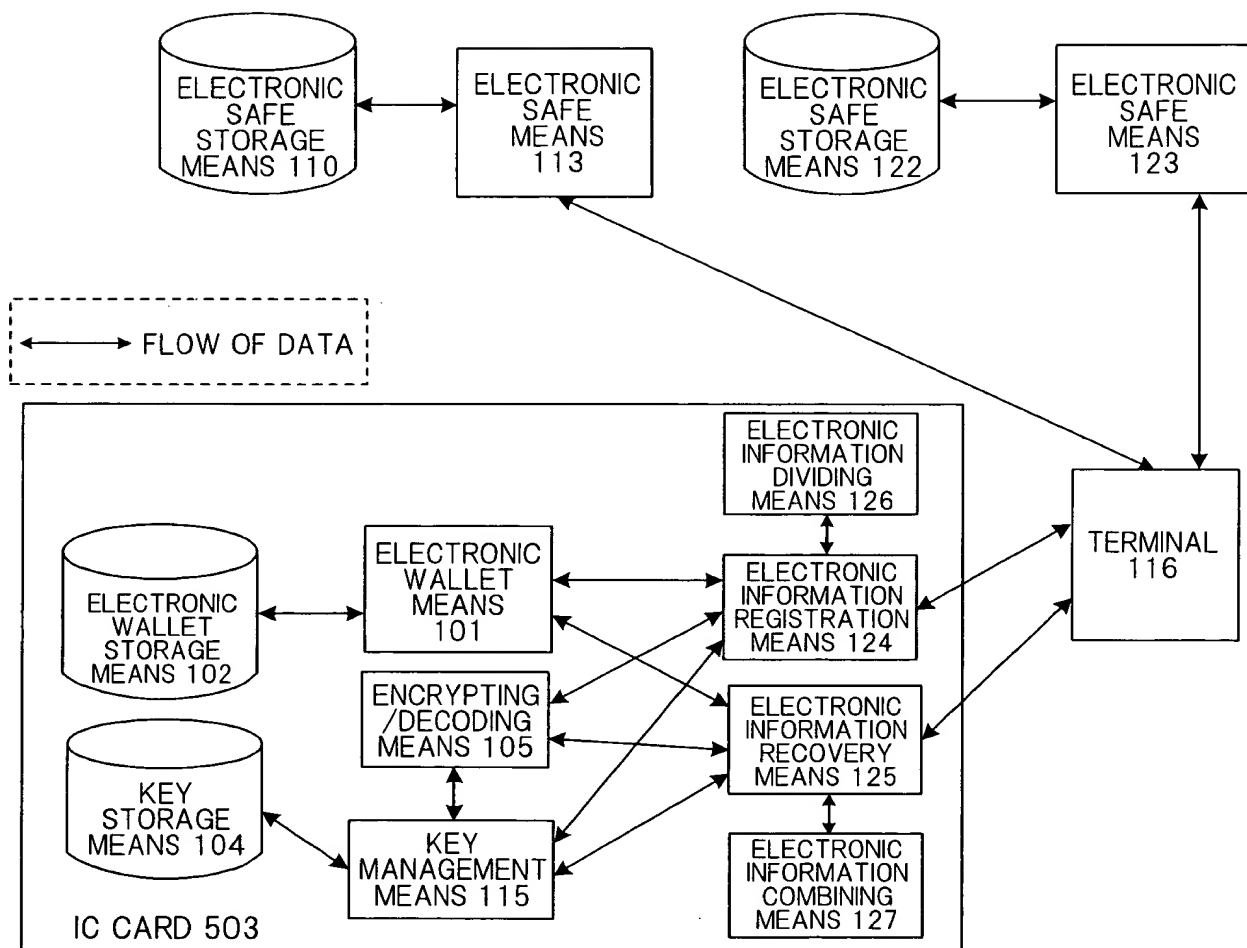 ELECTRONIC
SAFE
STORAGE
MEANS 110
ELECTRONIC
SAFE
MEANS
113
ELECTRONIC
SAFE
STORAGE
MEANS 122
ELECTRONIC
SAFE
MEANS
123
FLOW OF DATA
ELECTRONIC
INFORMATION
DIVIDING
MEANS 126
ELECTRONIC
WALLET
STORAGE
MEANS 102
ELECTRONIC
WALLET
MEANS
101
ELECTRONIC
INFORMATION
REGISTRATION
MEANS 124
TERMINAL
116
ENCRYPTING
/DECODING
MEANS 105
ELECTRONIC
INFORMATION
RECOVERY
MEANS 125
KEY
STORAGE
MEANS 104
KEY
MANAGEMENT
MEANS 115
ELECTRONIC
INFORMATION
COMBINING
MEANS 127
IC CARD 503